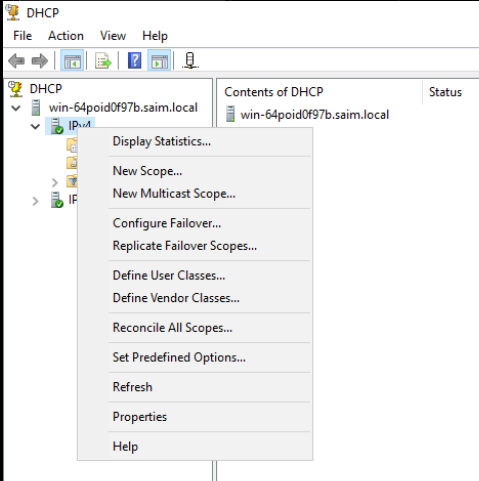 DHCP
File Action View Help
DHCP
win-64poid0f97b.saim.local
IPv4
IP
Contents of DHCP Status
win-64poid0f97b.saim.local
Display Statistics...
New Scope...
New Multicast Scope...
Configure Failover...
Replicate Failover Scopes...
Define User Classes...
Define Vendor Classes...
Reconcile All Scopes...
Set Predefined Options...
Refresh
Properties
Help